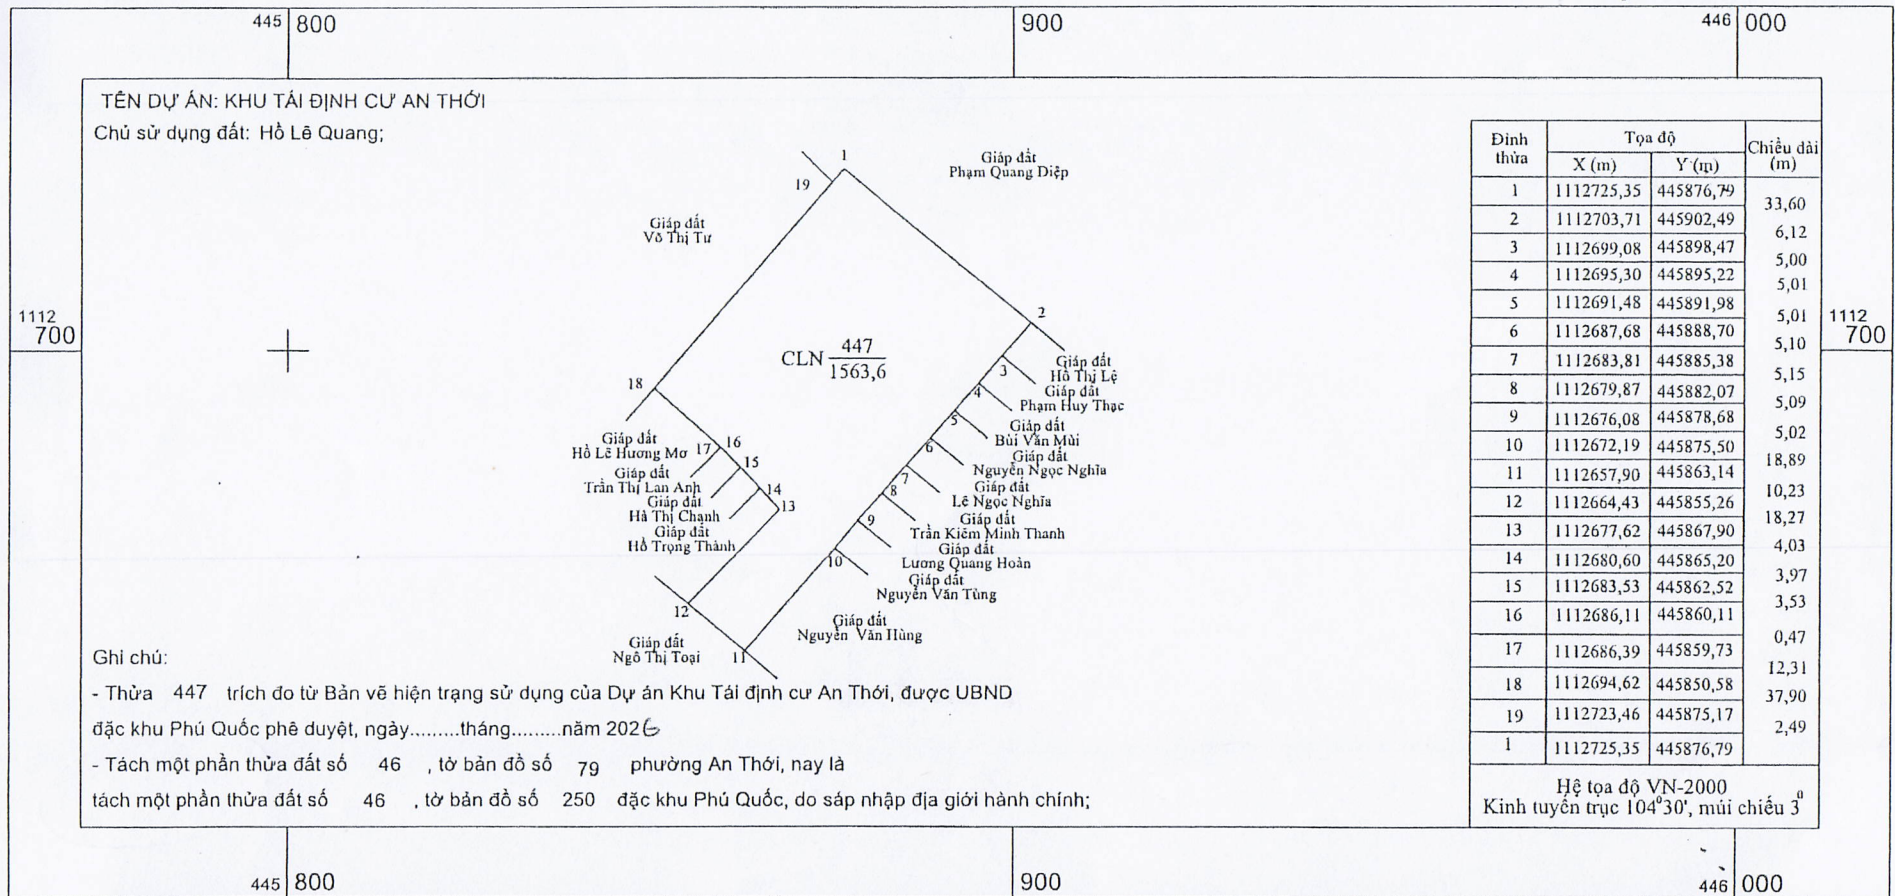 445 800
900
446 000
TÊN DỰ ÁN: KHU TÁI ĐỊNH CƯ AN THỚI
Chủ sử dụng đất: Hồ Lê Quang;
1
19
Giáp đất
Phạm Quang Diệp
Giáp đất
Võ Thị Tư
1112
700
CLN 447
1563,6
2
Giáp đất
Hồ Thị Lệ
3
Giáp đất
Phạm Huy Thạc
4
Giáp đất
Bùi Văn Mùi
5
Giáp đất
Nguyễn Ngọc Nghĩa
6
Giáp đất
Lê Ngọc Nghĩa
7
Giáp đất
Trần Kiêm Minh Thanh
8
Giáp đất
Lương Quang Hoàn
9
Giáp đất
Nguyễn Văn Tùng
10
Giáp đất
Nguyễn Văn Hùng
18
Giáp đất
Hồ Lê Hương Mơ
17
16
Giáp đất
Trần Thị Lan Anh
15
Giáp đất
Hà Thị Chạnh
14
13
Giáp đất
Hồ Trọng Thành
12
Giáp đất
Ngô Thị Toại
11
Ghi chú:
- Thửa 447 trích đo từ Bản vẽ hiện trạng sử dụng của Dự án Khu Tái định cư An Thới, được UBND
đặc khu Phú Quốc phê duyệt, ngày.........tháng.........năm 2026
- Tách một phần thửa đất số 46 , tờ bản đồ số 79 phường An Thới, nay là
tách một phần thửa đất số 46 , tờ bản đồ số 250 đặc khu Phú Quốc, do sáp nhập địa giới hành chính;
Đỉnh thửa Tọa độ Chiều dài (m)
X (m) Y (m)
1 1112725,35 445876,79
33,60
2 1112703,71 445902,49
6,12
3 1112699,08 445898,47
5,00
4 1112695,30 445895,22
5,01
5 1112691,48 445891,98
5,01
6 1112687,68 445888,70
5,10
7 1112683,81 445885,38
5,15
8 1112679,87 445882,07
5,09
9 1112676,08 445878,68
5,02
10 1112672,19 445875,50
18,89
11 1112657,90 445863,14
10,23
12 1112664,43 445855,26
18,27
13 1112677,62 445867,90
4,03
14 1112680,60 445865,20
3,97
15 1112683,53 445862,52
3,53
16 1112686,11 445860,11
0,47
17 1112686,39 445859,73
12,31
18 1112694,62 445850,58
37,90
19 1112723,46 445875,17
2,49
1 1112725,35 445876,79
Hệ tọa độ VN-2000
Kinh tuyến trục 104⁰30', múi chiếu 3⁰
1112
700
445 800
900
446 000